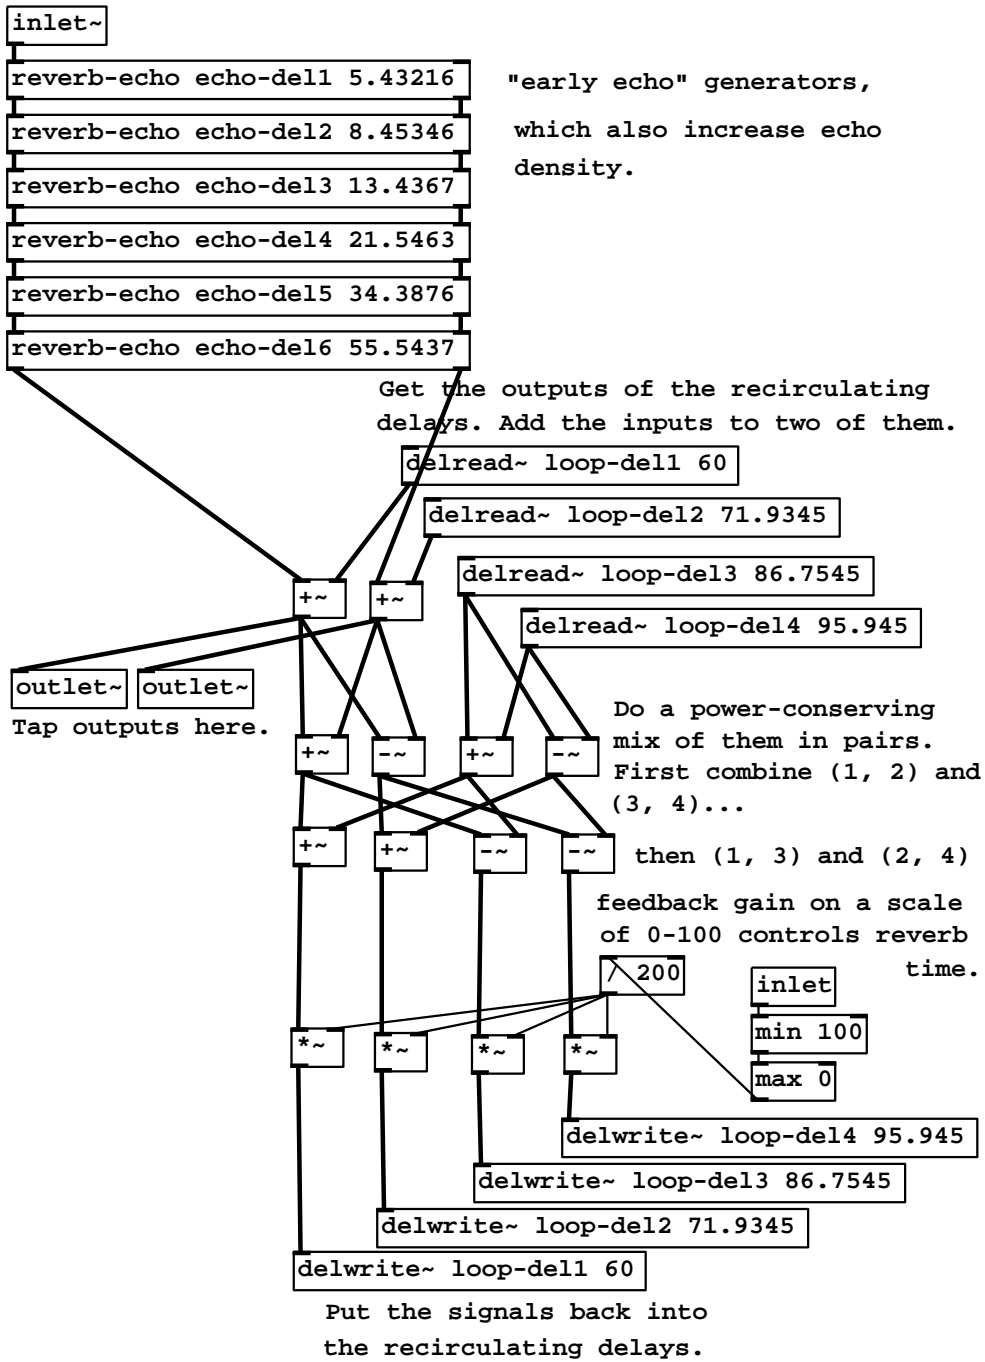 inlet~
reverb-echo echo-del1 5.43216
"early echo" generators,
reverb-echo echo-del2 8.45346
which also increase echo
density.
reverb-echo echo-del3 13.4367
reverb-echo echo-del4 21.5463
reverb-echo echo-del5 34.3876
reverb-echo echo-del6 55.5437
Get the outputs of the recirculating
delays. Add the inputs to two of them.
delread~ loop-del1 60
delread~ loop-del2 71.9345
delread~ loop-del3 86.7545
+~
+~
delread~ loop-del4 95.945
outlet~
outlet~
Tap outputs here.
Do a power-conserving
mix of them in pairs.
First combine (1, 2) and
(3, 4)...
+~
-~
+~
-~
+~
+~
-~
-~
then (1, 3) and (2, 4)
feedback gain on a scale
of 0-100 controls reverb
time.
/ 200
inlet
min 100
max 0
*~
*~
*~
*~
delwrite~ loop-del4 95.945
delwrite~ loop-del3 86.7545
delwrite~ loop-del2 71.9345
delwrite~ loop-del1 60
Put the signals back into
the recirculating delays.